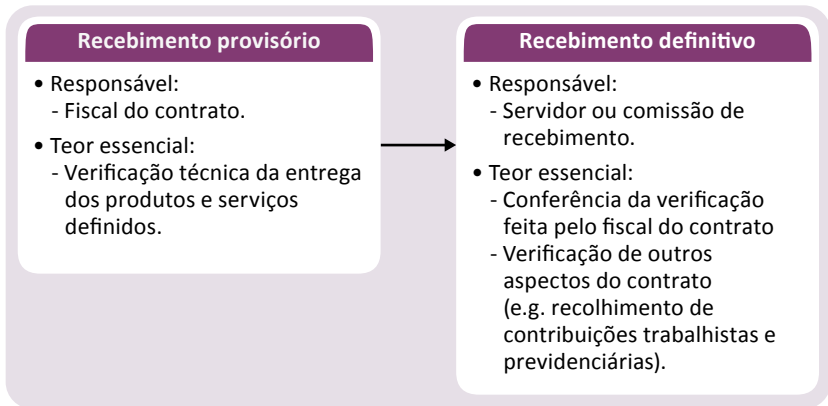 Recebimento provisório
• Responsável:
- Fiscal do contrato.
• Teor essencial:
- Verificação técnica da entrega
dos produtos e serviços
definidos.
Recebimento definitivo
• Responsável:
- Servidor ou comissão de
recebimento.
• Teor essencial:
- Conferência da verificação
feita pelo fiscal do contrato
- Verificação de outros
aspectos do contrato
(e.g. recolhimento de
contribuições trabalhistas e
previdenciárias).